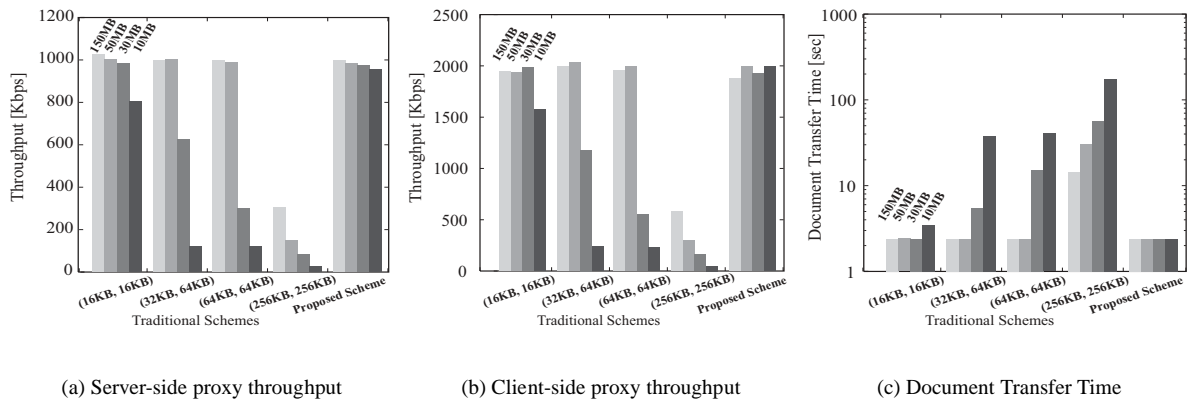 Throughput [Kbps]
1200
1000
800
600
400
200
0
150MB
50MB
30MB
10MB
(16KB, 16KB)
(32KB, 64KB)
(64KB, 64KB)
(256KB, 256KB)
Proposed Scheme
Traditional Schemes
(a) Server-side proxy throughput
Throughput [Kbps]
2500
2000
1500
1000
500
0
150MB
50MB
30MB
10MB
(16KB, 16KB)
(32KB, 64KB)
(64KB, 64KB)
(256KB, 256KB)
Proposed Scheme
Traditional Schemes
(b) Client-side proxy throughput
Document Transfer Time [sec]
1000
100
10
1
150MB
50MB
30MB
10MB
(16KB, 16KB)
(32KB, 64KB)
(64KB, 64KB)
(256KB, 256KB)
Proposed Scheme
Traditional Schemes
(c) Document Transfer Time